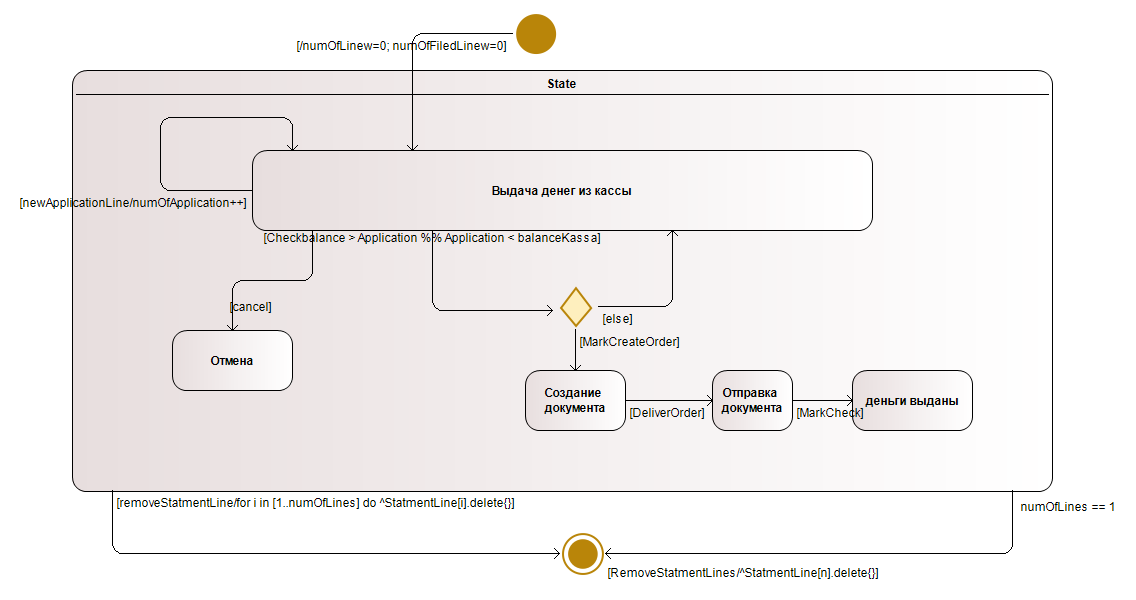 [/numOfLinew=0; numOfFiledLinew=0]
State
Выдача денег из кассы
[newApplicationLine/numOfApplication++]
[Checkbalance > Application %% Application < balanceKassa]
[cancel]
[else]
[MarkCreateOrder]
Отмена
Создание
документа
[DeliverOrder]
Отправка
документа
[MarkCheck]
деньги выданы
[removeStatmentLine/for i in [1..numOfLines] do ^StatmentLine[i].delete{}]
numOfLines == 1
[RemoveStatmentLines/^StatmentLine[n].delete{}]